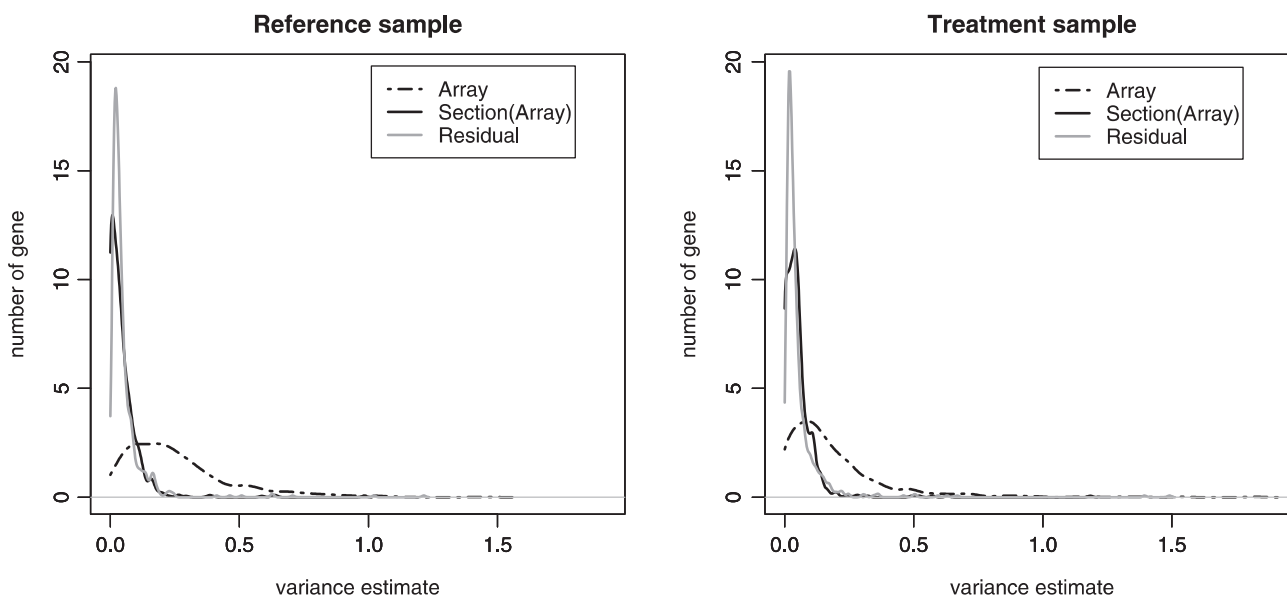 Reference sample
20
15
10
5
0
number of gene
Array
Section(Array)
Residual
0.0 0.5 1.0 1.5
variance estimate
Treatment sample
20
15
10
5
0
number of gene
Array
Section(Array)
Residual
0.0 0.5 1.0 1.5
variance estimate